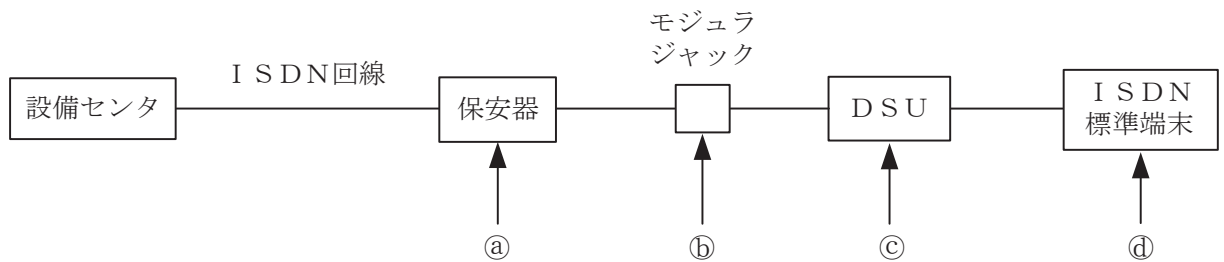 モジュラ
ジャック
ＩＳＤＮ回線
設備センタ
保安器
ＤＳＵ
ＩＳＤＮ
標準端末
ⓐ
ⓑ
ⓒ
ⓓ